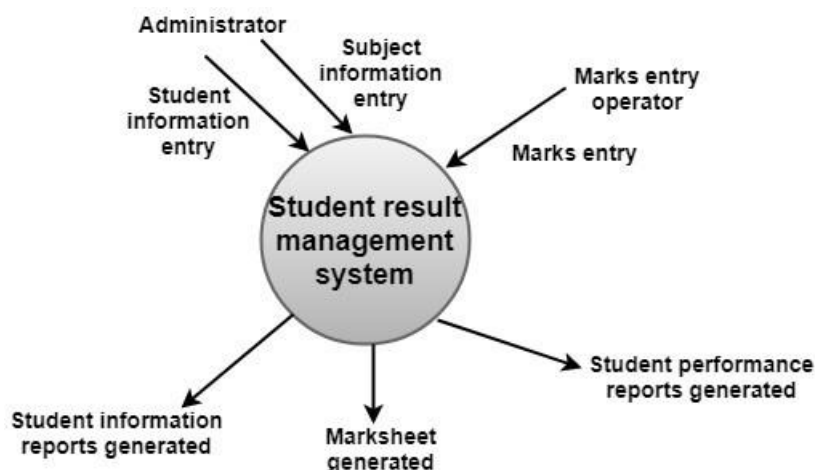 Administrator
Subject
information
entry
Student
information
entry
Marks entry
operator
Marks entry
Student result
management
system
Student information
reports generated
Marksheet
generated
Student performance
reports generated